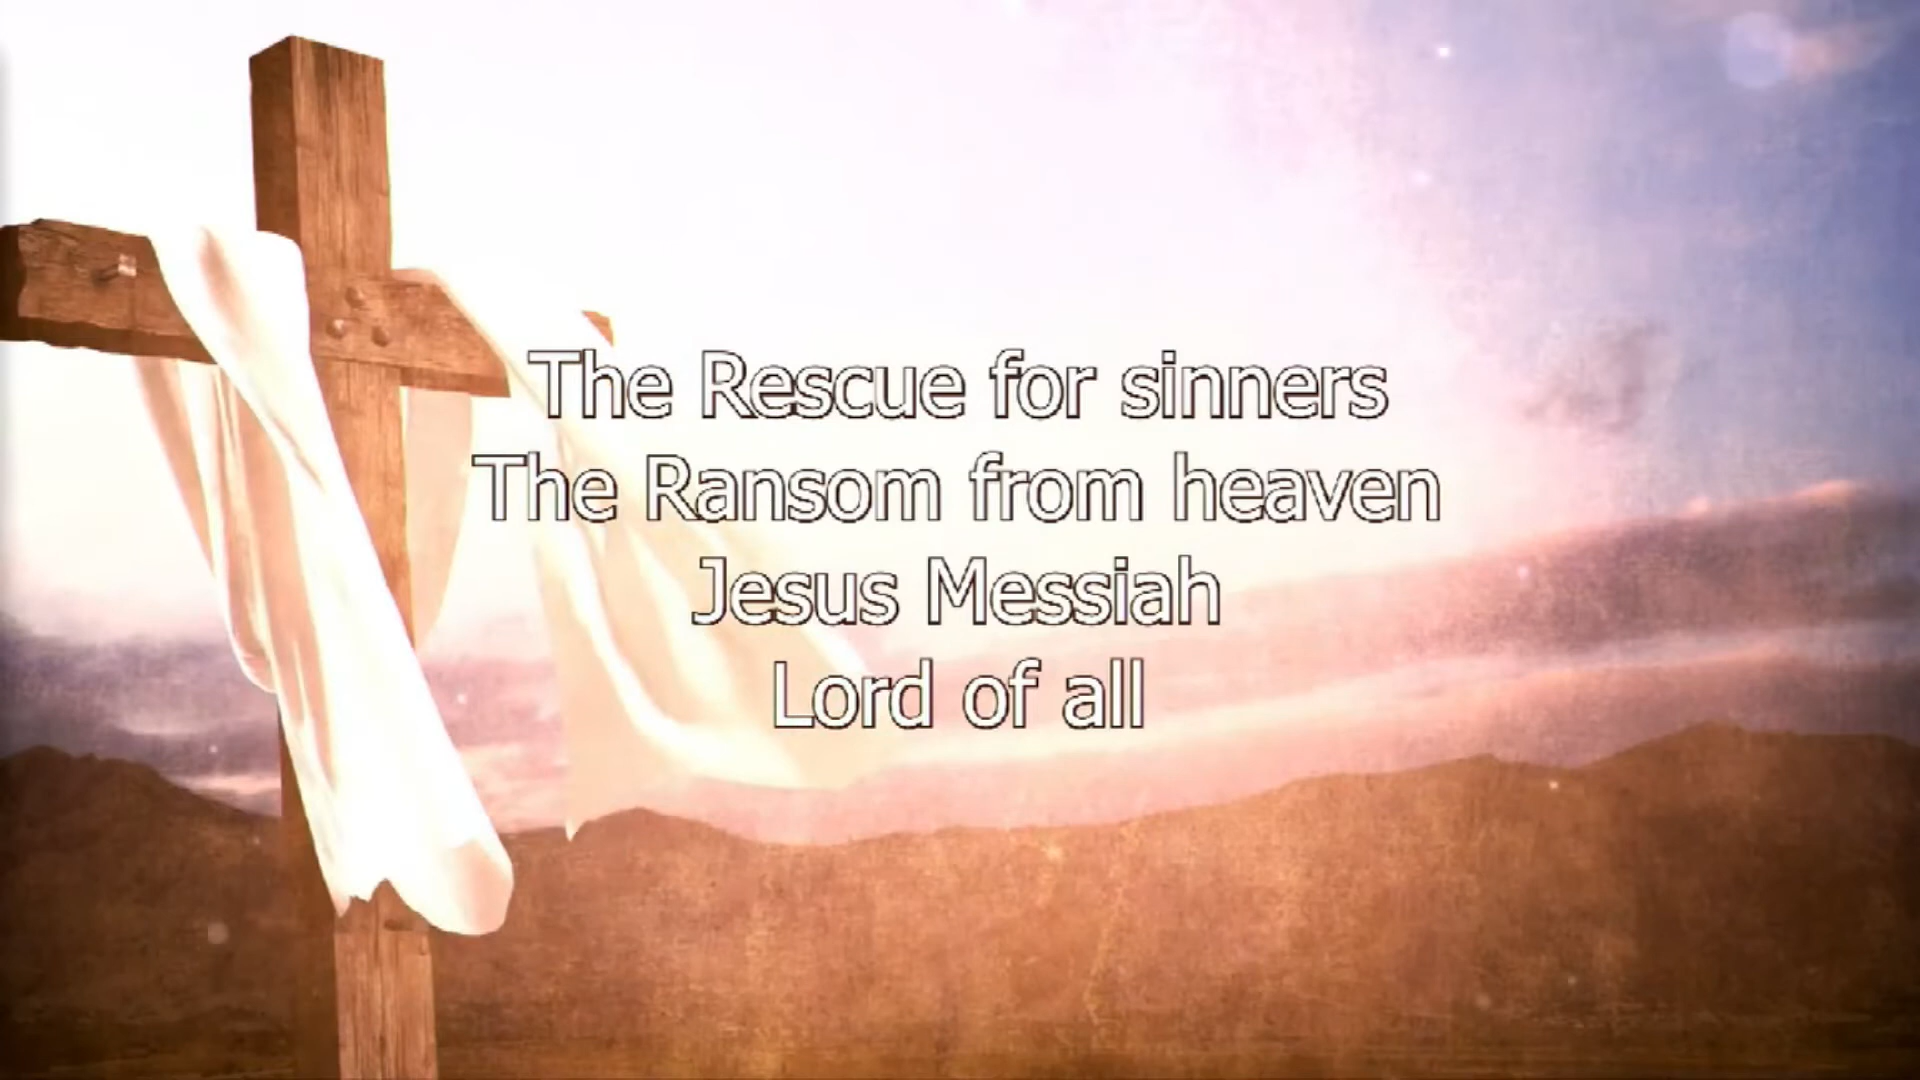 The Rescue for sinners
The Ransom from heaven
Jesus Messiah
Lord of all